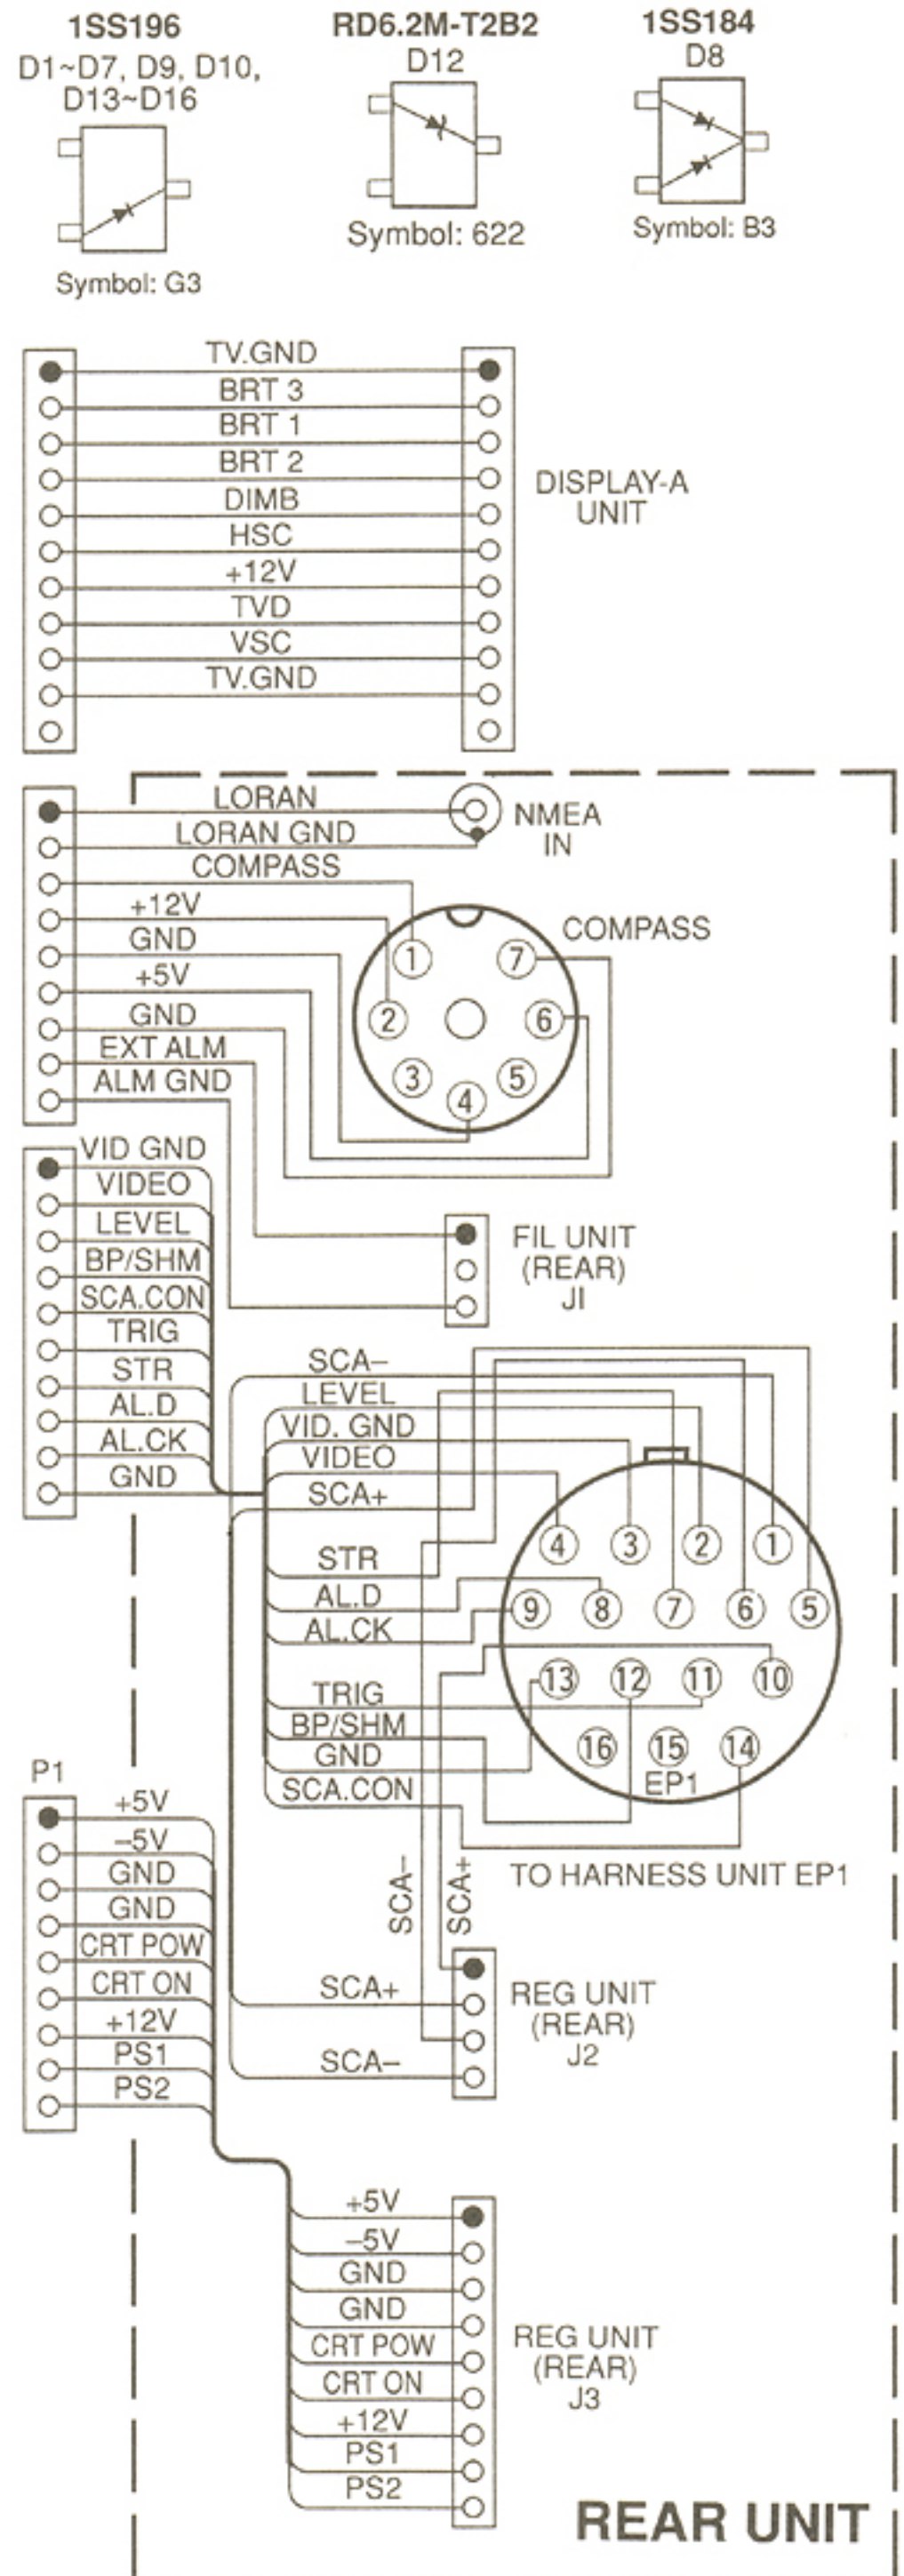 1SS196
D1~D7, D9, D10,
D13~D16
Symbol: G3
RD6.2M-T2B2
D12
Symbol: 622
1SS184
D8
Symbol: B3
TV.GND
BRT 3
BRT 1
BRT 2
DIMB
HSC
+12V
TVD
VSC
TV.GND
DISPLAY-A
UNIT
LORAN
LORAN GND
COMPASS
+12V
GND
+5V
GND
EXT ALM
ALM GND
NMEA
IN
COMPASS
1
7
2
6
3
5
4
VID GND
VIDEO
LEVEL
BP/SHM
SCA.CON
TRIG
STR
AL.D
AL.CK
GND
FIL UNIT
(REAR)
J1
SCA–
LEVEL
VID. GND
VIDEO
SCA+
STR
AL.D
AL.CK
TRIG
BP/SHM
GND
SCA.CON
4
3
2
1
9
8
7
6
5
13
12
11
10
16
15
14
EP1
TO HARNESS UNIT EP1
SCA–
SCA+
P1
+5V
–5V
GND
GND
CRT POW
CRT ON
+12V
PS1
PS2
SCA+
SCA–
REG UNIT
(REAR)
J2
+5V
–5V
GND
GND
CRT POW
CRT ON
+12V
PS1
PS2
REG UNIT
(REAR)
J3
REAR UNIT